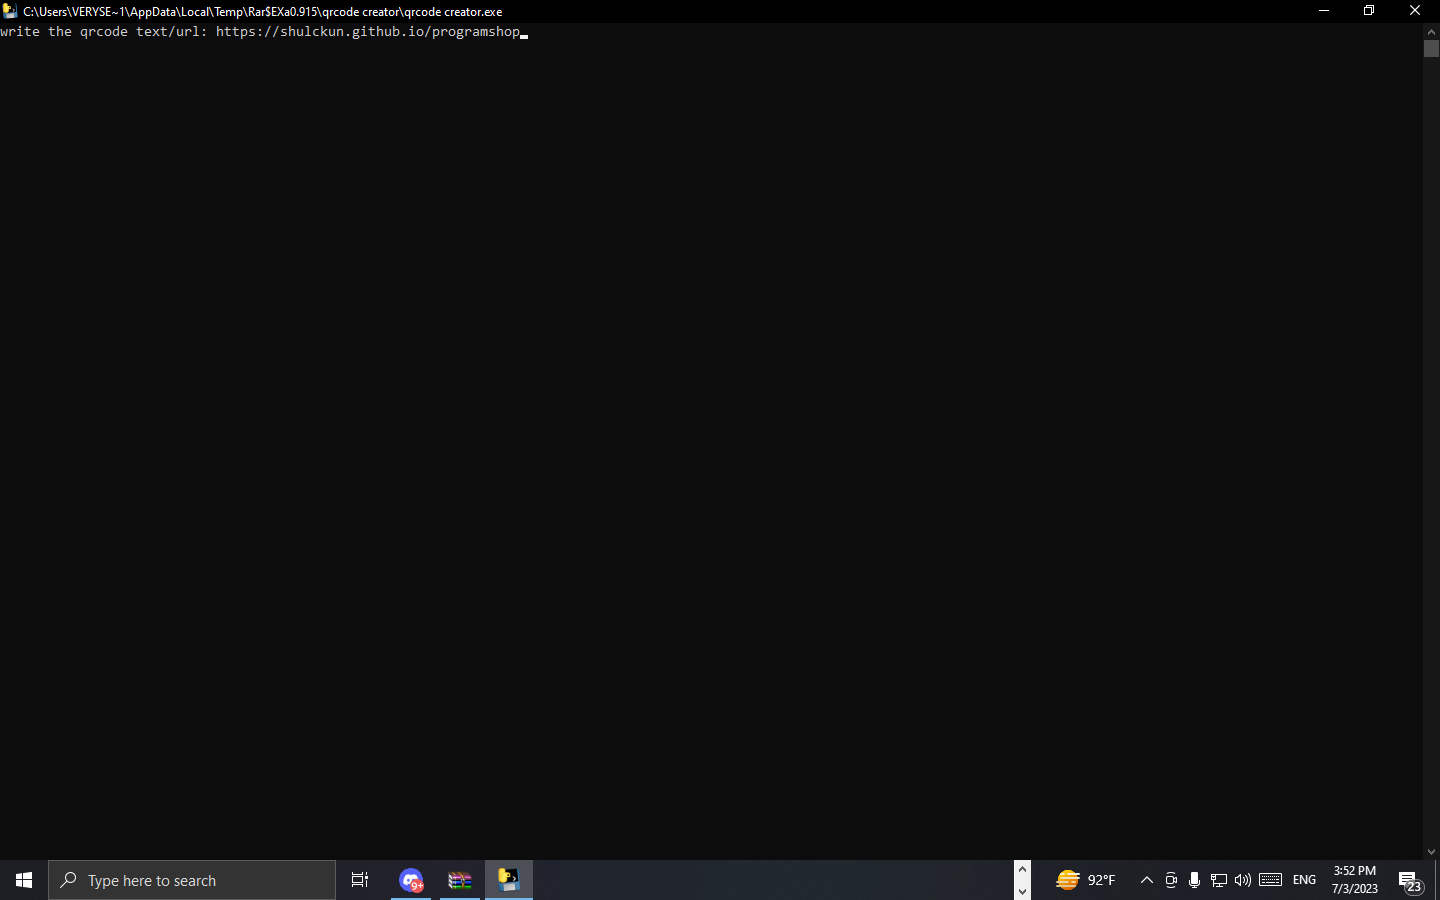 C:\Users\VERYSE~1\AppData\Local\Temp\Rar$EXa0.915\qrcode creator\qrcode creator.exe
write the qrcode text/url: https://shulckun.github.io/programshop
Type here to search
9+
92°F
ENG
3:52 PM
7/3/2023
23